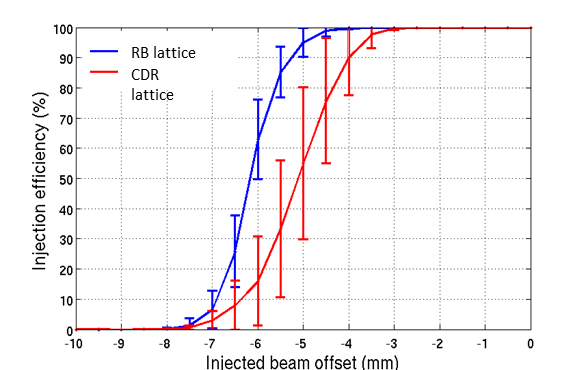 100
90
80
70
60
50
40
30
20
10
0
Injection efficiency (%)
RB lattice
CDR
lattice
-10 -9 -8 -7 -6 -5 -4 -3 -2 -1 0
Injected beam offset (mm)